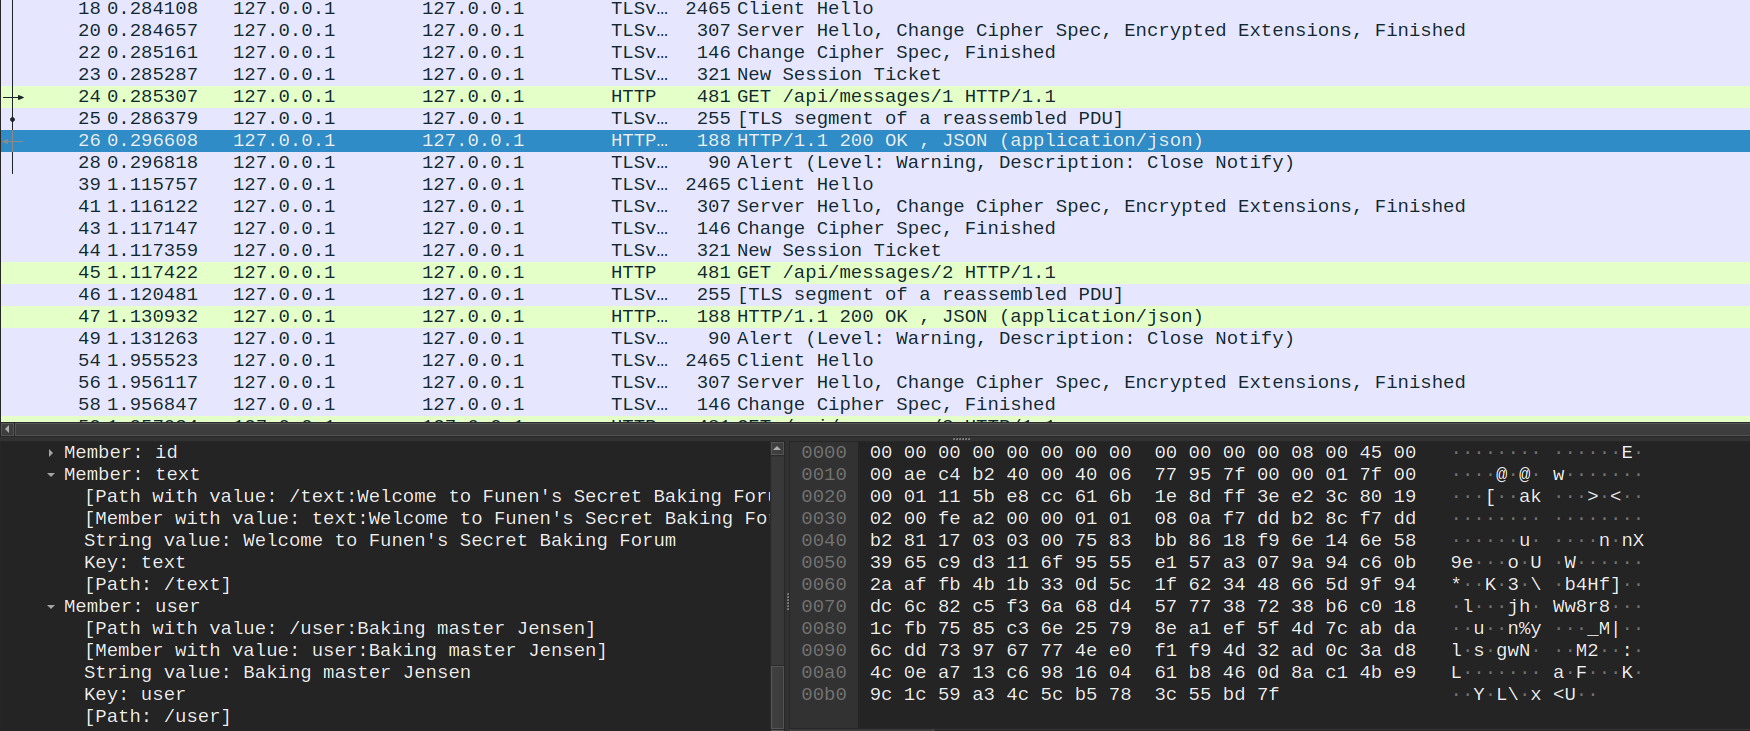 18 0.284108 127.0.0.1 127.0.0.1 TLSv… 2465 Client Hello
20 0.284657 127.0.0.1 127.0.0.1 TLSv… 307 Server Hello, Change Cipher Spec, Encrypted Extensions, Finished
22 0.285161 127.0.0.1 127.0.0.1 TLSv… 146 Change Cipher Spec, Finished
23 0.285287 127.0.0.1 127.0.0.1 TLSv… 321 New Session Ticket
24 0.285307 127.0.0.1 127.0.0.1 HTTP 481 GET /api/messages/1 HTTP/1.1
25 0.286379 127.0.0.1 127.0.0.1 TLSv… 255 [TLS segment of a reassembled PDU]
26 0.296608 127.0.0.1 127.0.0.1 HTTP… 188 HTTP/1.1 200 OK , JSON (application/json)
28 0.296818 127.0.0.1 127.0.0.1 TLSv… 90 Alert (Level: Warning, Description: Close Notify)
39 1.115757 127.0.0.1 127.0.0.1 TLSv… 2465 Client Hello
41 1.116122 127.0.0.1 127.0.0.1 TLSv… 307 Server Hello, Change Cipher Spec, Encrypted Extensions, Finished
43 1.117147 127.0.0.1 127.0.0.1 TLSv… 146 Change Cipher Spec, Finished
44 1.117359 127.0.0.1 127.0.0.1 TLSv… 321 New Session Ticket
45 1.117422 127.0.0.1 127.0.0.1 HTTP 481 GET /api/messages/2 HTTP/1.1
46 1.120481 127.0.0.1 127.0.0.1 TLSv… 255 [TLS segment of a reassembled PDU]
47 1.130932 127.0.0.1 127.0.0.1 HTTP… 188 HTTP/1.1 200 OK , JSON (application/json)
49 1.131263 127.0.0.1 127.0.0.1 TLSv… 90 Alert (Level: Warning, Description: Close Notify)
54 1.955523 127.0.0.1 127.0.0.1 TLSv… 2465 Client Hello
56 1.956117 127.0.0.1 127.0.0.1 TLSv… 307 Server Hello, Change Cipher Spec, Encrypted Extensions, Finished
58 1.956847 127.0.0.1 127.0.0.1 TLSv… 146 Change Cipher Spec, Finished
Member: id
Member: text
[Path with value: /text:Welcome to Funen's Secret Baking Foru
[Member with value: text:Welcome to Funen's Secret Baking Fo
String value: Welcome to Funen's Secret Baking Forum
Key: text
[Path: /text]
Member: user
[Path with value: /user:Baking master Jensen]
[Member with value: user:Baking master Jensen]
String value: Baking master Jensen
Key: user
[Path: /user]
0000 00 00 00 00 00 00 00 00 00 00 00 00 08 00 45 00 ········ ······E·
0010 00 ae c4 b2 40 00 40 06 77 95 7f 00 00 01 7f 00 ····@·@· w·······
0020 00 01 11 5b e8 cc 61 6b 1e 8d ff 3e e2 3c 80 19 ···[··ak ···>·<··
0030 02 00 fe a2 00 00 01 01 08 0a f7 dd b2 8c f7 dd ········ ········
0040 b2 81 17 03 03 00 75 83 bb 86 18 f9 6e 14 6e 58 ······u· ····n·nX
0050 39 65 c9 d3 11 6f 95 55 e1 57 a3 07 9a 94 c6 0b 9e···o·U ·W······
0060 2a af fb 4b 1b 33 0d 5c 1f 62 34 48 66 5d 9f 94 *··K·3·\ ·b4Hf]··
0070 dc 6c 82 c5 f3 6a 68 d4 57 77 38 72 38 b6 c0 18 ·l···jh· Ww8r8···
0080 1c fb 75 85 c3 6e 25 79 8e a1 ef 5f 4d 7c ab da ··u··n%y ···_M|··
0090 6c dd 73 97 67 77 4e e0 f1 f9 4d 32 ad 0c 3a d8 l·s·gwN· ··M2··:·
00a0 4c 0e a7 13 c6 98 16 04 61 b8 46 0d 8a c1 4b e9 L······· a·F···K·
00b0 9c 1c 59 a3 4c 5c b5 78 3c 55 bd 7f ··Y·L\·x <U··